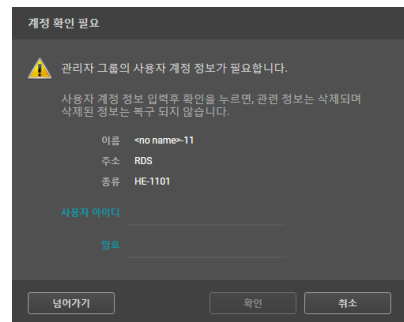 계정 확인 필요
관리자 그룹의 사용자 계정 정보가 필요합니다.
사용자 계정 정보 입력후 확인을 누르면, 관련 정보는 삭제되며
삭제된 정보는 복구 되지 않습니다.
이름 <no name>-11
주소 RDS
종류 HE-1101
사용자 아이디
암호
넘어가기 확인 취소